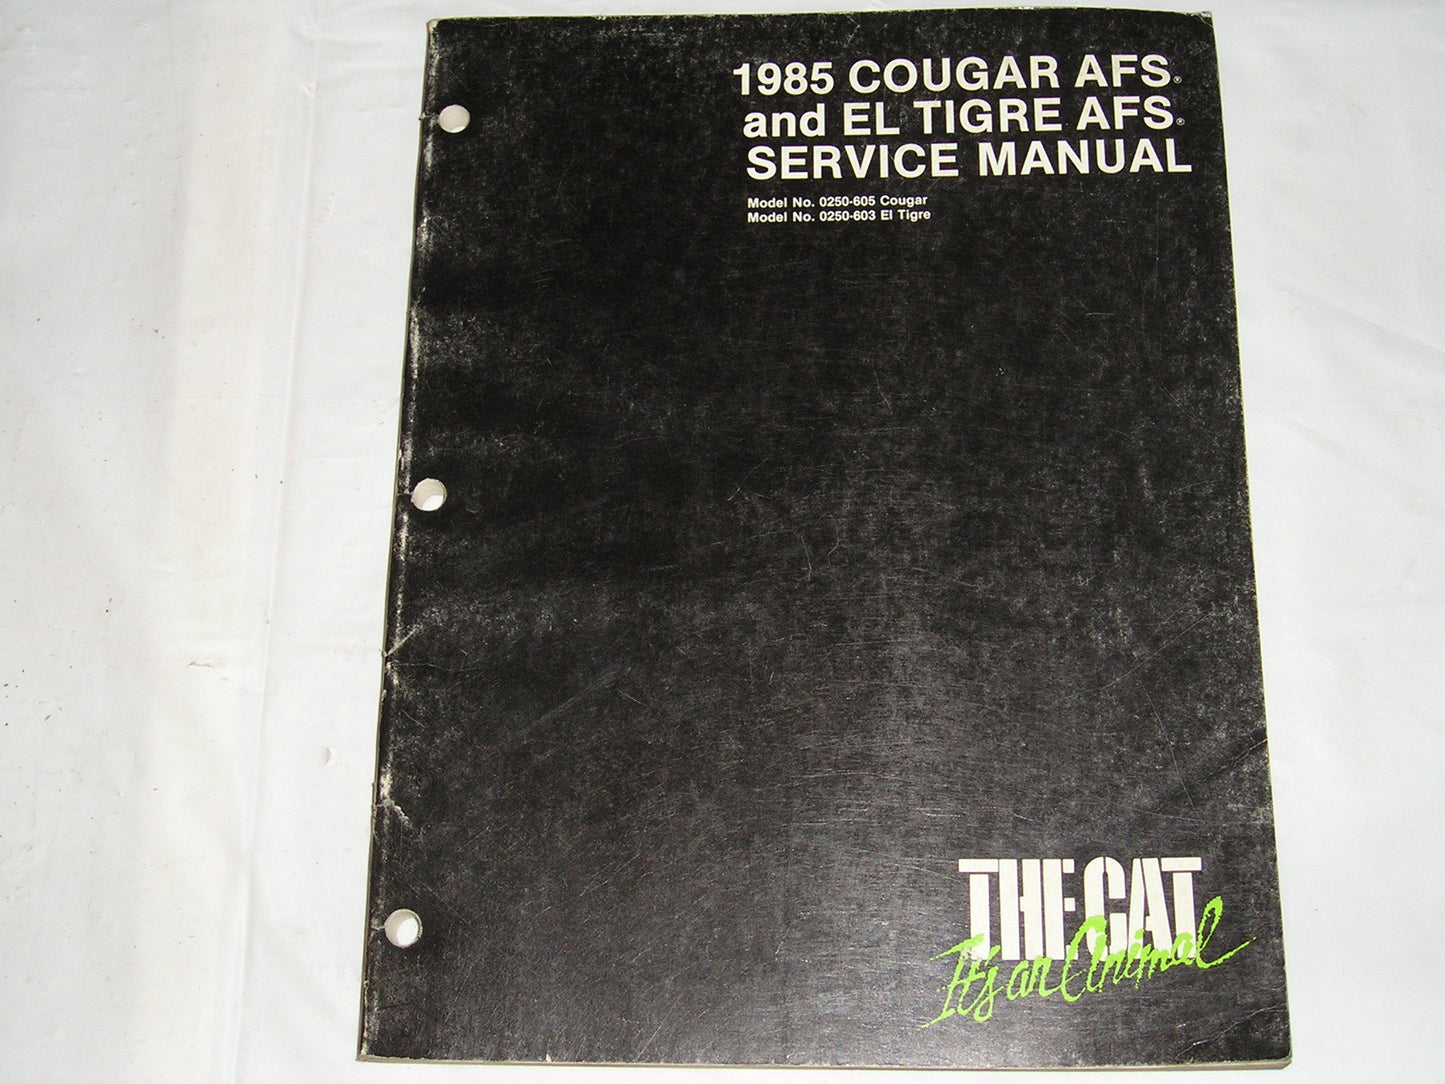 1985 COUGAR AFS®
and EL TIGRE AFS®
SERVICE MANUAL
Model No. 0250-605 Cougar
Model No. 0250-603 El Tigre
THE CAT
It's an Animal